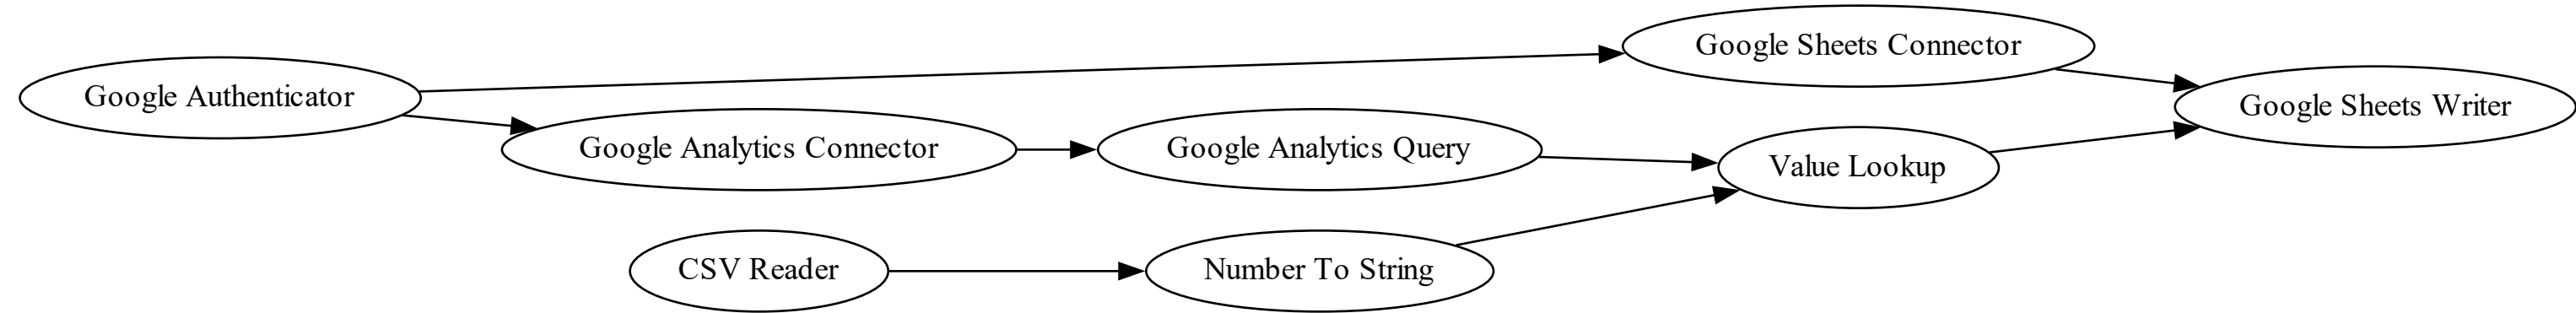 Google Authenticator
Google Sheets Connector
Google Analytics Connector
Google Analytics Query
Google Sheets Writer
Value Lookup
CSV Reader
Number To String